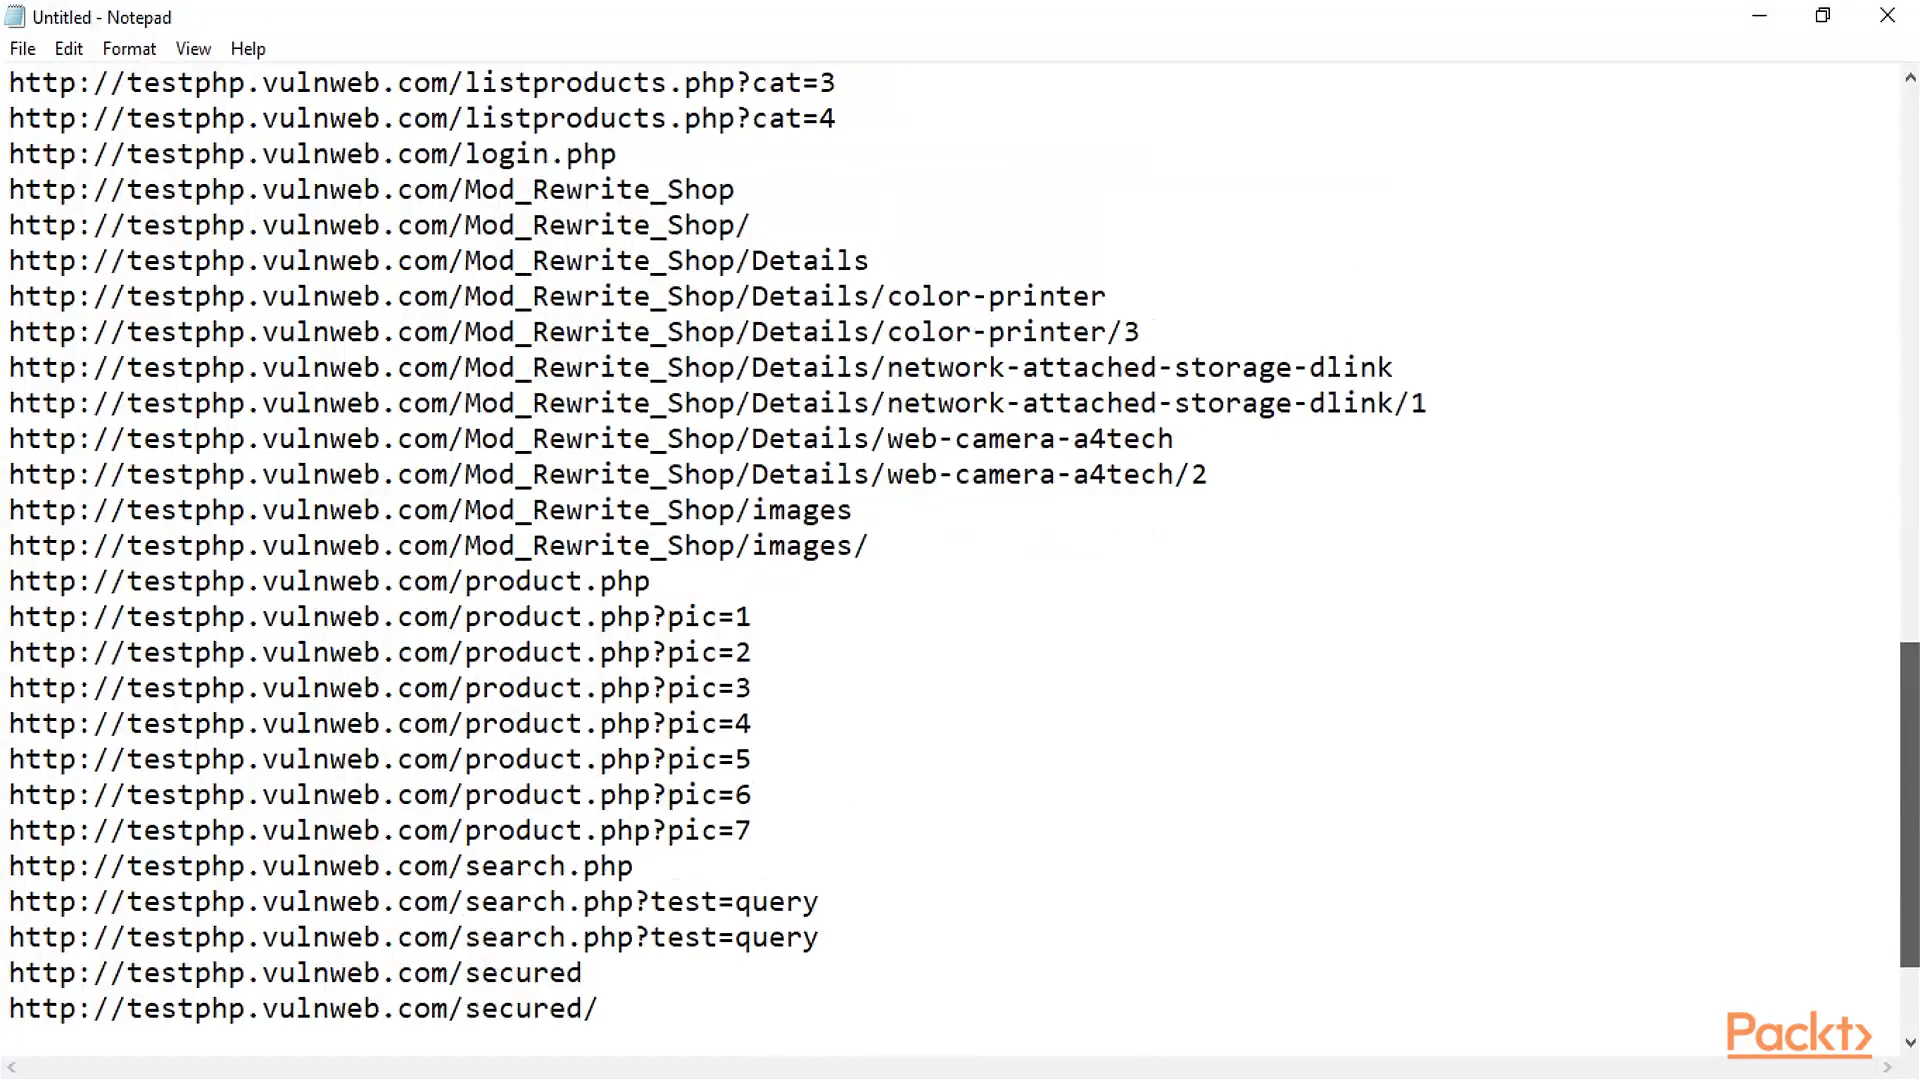 Untitled - Notepad
File Edit Format View Help
http://testphp.vulnweb.com/listproducts.php?cat=3
http://testphp.vulnweb.com/listproducts.php?cat=4
http://testphp.vulnweb.com/login.php
http://testphp.vulnweb.com/Mod_Rewrite_Shop
http://testphp.vulnweb.com/Mod_Rewrite_Shop/
http://testphp.vulnweb.com/Mod_Rewrite_Shop/Details
http://testphp.vulnweb.com/Mod_Rewrite_Shop/Details/color-printer
http://testphp.vulnweb.com/Mod_Rewrite_Shop/Details/color-printer/3
http://testphp.vulnweb.com/Mod_Rewrite_Shop/Details/network-attached-storage-dlink
http://testphp.vulnweb.com/Mod_Rewrite_Shop/Details/network-attached-storage-dlink/1
http://testphp.vulnweb.com/Mod_Rewrite_Shop/Details/web-camera-a4tech
http://testphp.vulnweb.com/Mod_Rewrite_Shop/Details/web-camera-a4tech/2
http://testphp.vulnweb.com/Mod_Rewrite_Shop/images
http://testphp.vulnweb.com/Mod_Rewrite_Shop/images/
http://testphp.vulnweb.com/product.php
http://testphp.vulnweb.com/product.php?pic=1
http://testphp.vulnweb.com/product.php?pic=2
http://testphp.vulnweb.com/product.php?pic=3
http://testphp.vulnweb.com/product.php?pic=4
http://testphp.vulnweb.com/product.php?pic=5
http://testphp.vulnweb.com/product.php?pic=6
http://testphp.vulnweb.com/product.php?pic=7
http://testphp.vulnweb.com/search.php
http://testphp.vulnweb.com/search.php?test=query
http://testphp.vulnweb.com/search.php?test=query
http://testphp.vulnweb.com/secured
http://testphp.vulnweb.com/secured/
Packt>